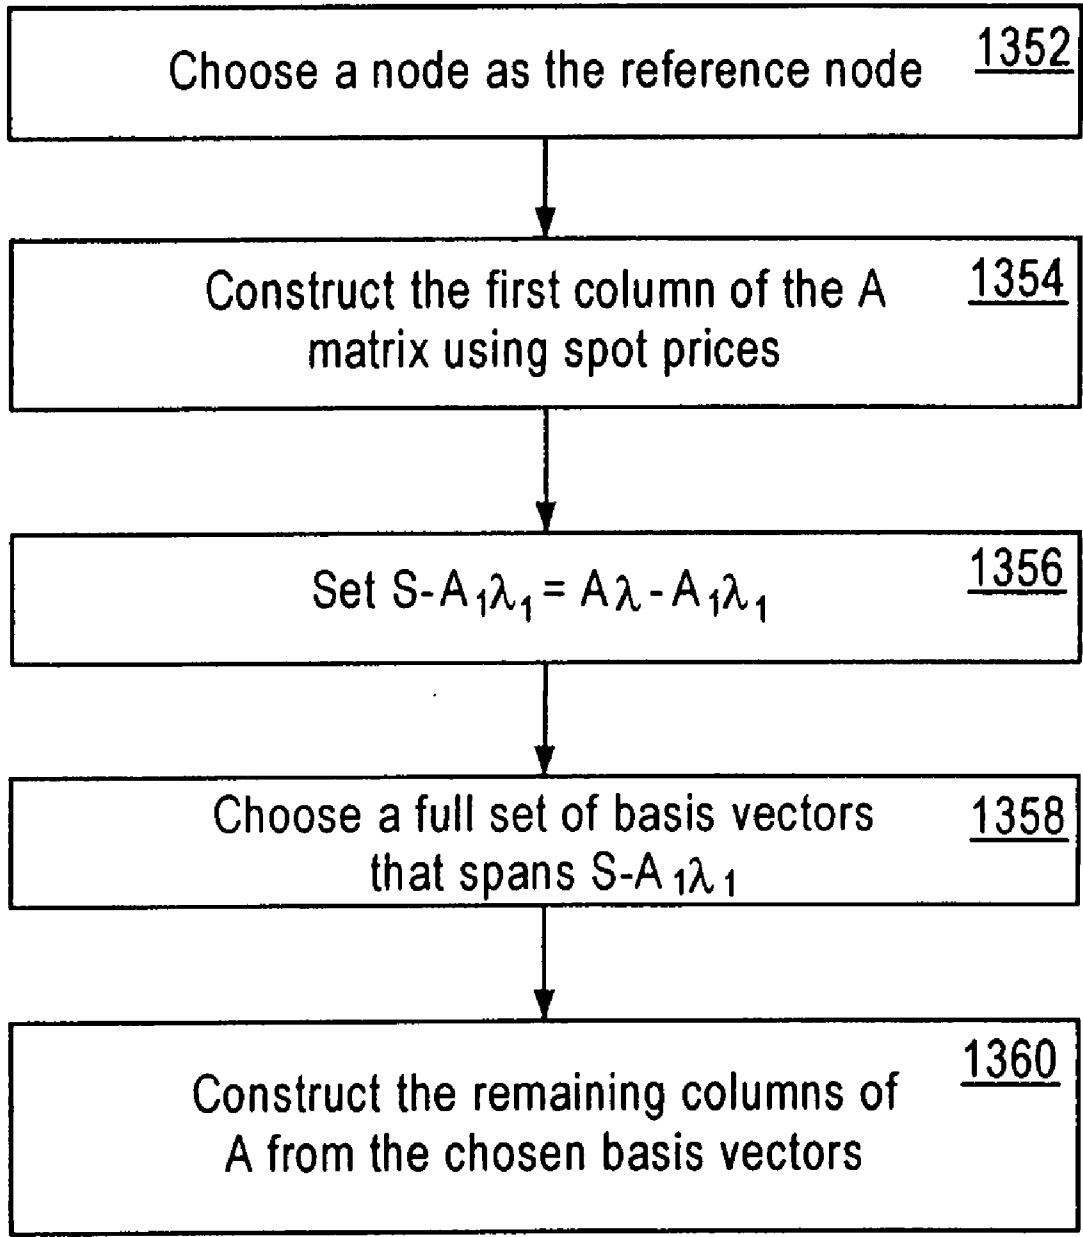 1352
Choose a node as the reference node
1354
Construct the first column of the A
matrix using spot prices
1356
Set S-A₁λ₁ = Aλ-A₁λ₁
1358
Choose a full set of basis vectors
that spans S-A₁λ₁
1360
Construct the remaining columns of
A from the chosen basis vectors